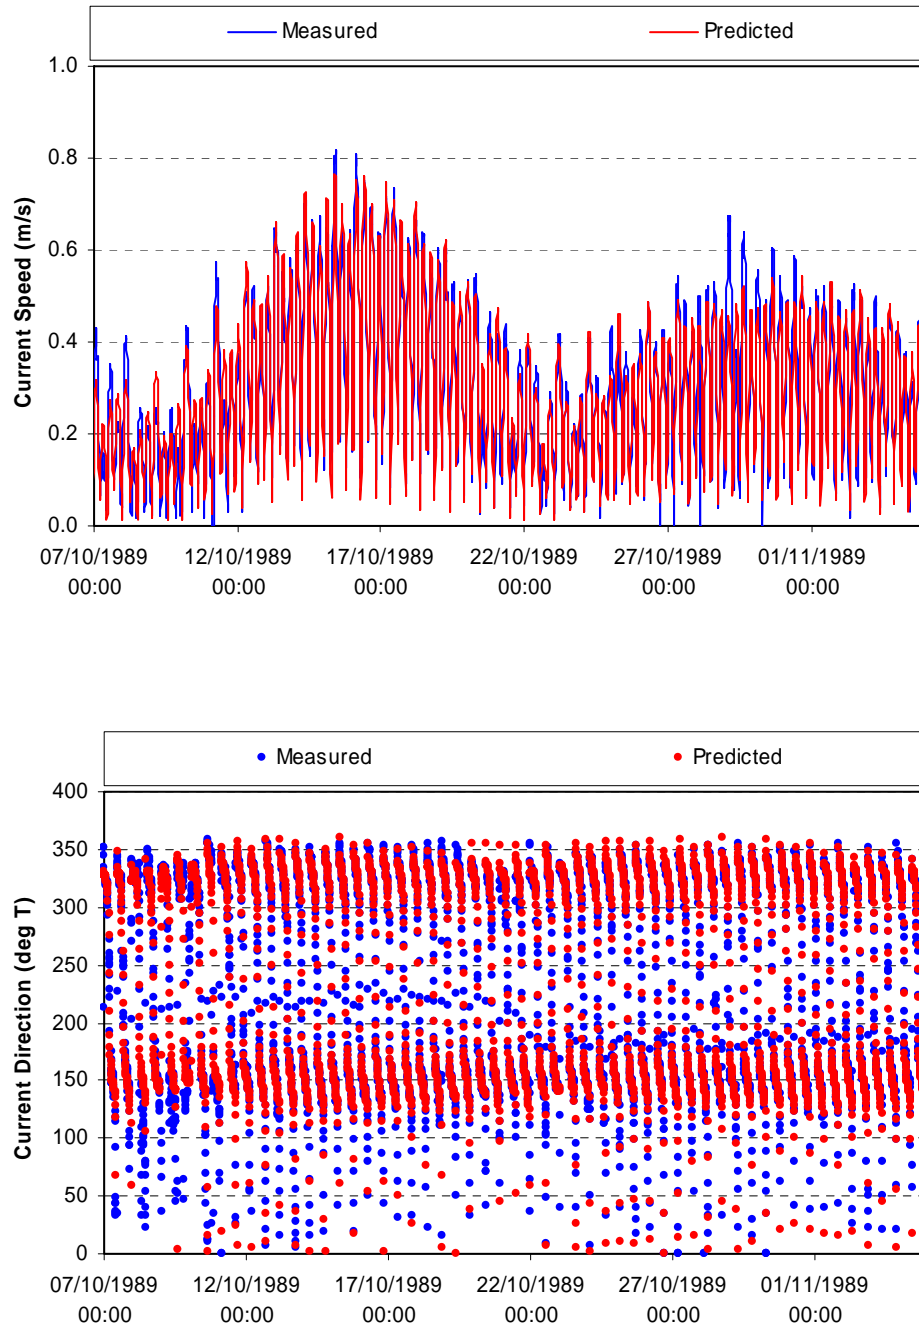 Measured Predicted
1.0
0.8
0.6
0.4
0.2
0.0
Current Speed (m/s)
07/10/1989 12/10/1989 17/10/1989 22/10/1989 27/10/1989 01/11/1989
00:00 00:00 00:00 00:00 00:00 00:00
Measured Predicted
400
350
300
250
200
150
100
50
0
Current Direction (deg T)
07/10/1989 12/10/1989 17/10/1989 22/10/1989 27/10/1989 01/11/1989
00:00 00:00 00:00 00:00 00:00 00:00